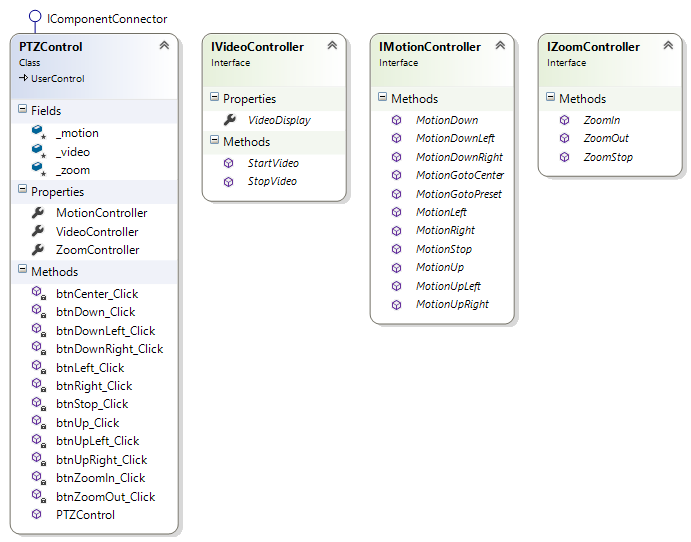 IComponentConnector
PTZControl
Class
UserControl
Fields
_motion
_video
_zoom
Properties
MotionController
VideoController
ZoomController
Methods
btnCenter_Click
btnDown_Click
btnDownLeft_Click
btnDownRight_Click
btnLeft_Click
btnRight_Click
btnStop_Click
btnUp_Click
btnUpLeft_Click
btnUpRight_Click
btnZoomIn_Click
btnZoomOut_Click
PTZControl
IVideoController
Interface
Properties
VideoDisplay
Methods
StartVideo
StopVideo
IMotionController
Interface
Methods
MotionDown
MotionDownLeft
MotionDownRight
MotionGotoCenter
MotionGotoPreset
MotionLeft
MotionRight
MotionStop
MotionUp
MotionUpLeft
MotionUpRight
IZoomController
Interface
Methods
ZoomIn
ZoomOut
ZoomStop